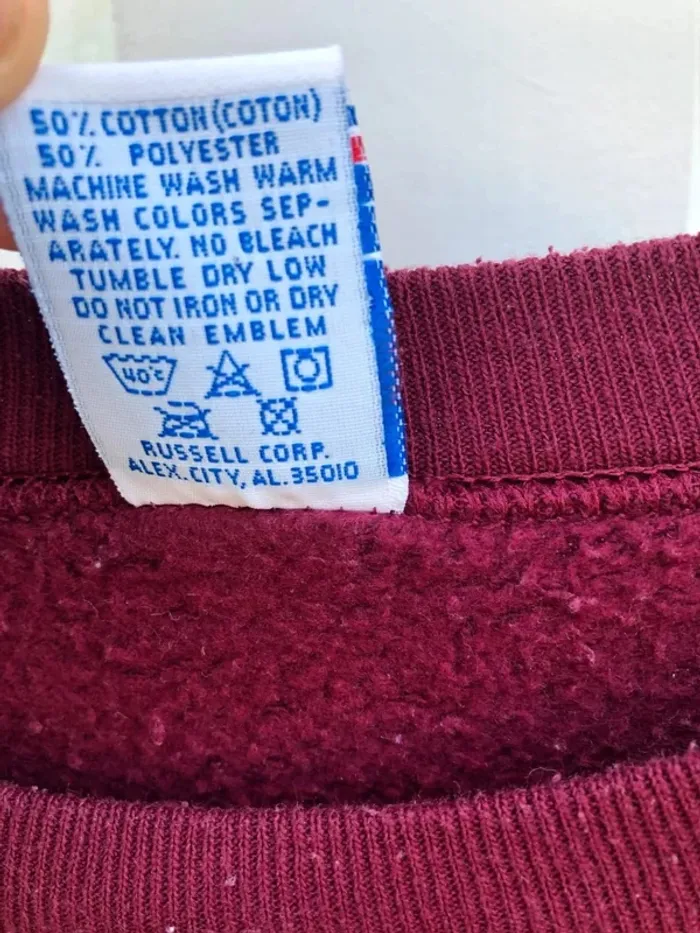 50% COTTON (COTON)
50% POLYESTER
MACHINE WASH WARM
WASH COLORS SEP-
ARATELY. NO BLEACH
TUMBLE DRY LOW
DO NOT IRON OR DRY
CLEAN EMBLEM
40°C
RUSSELL CORP.
ALEX.CITY, AL.35010